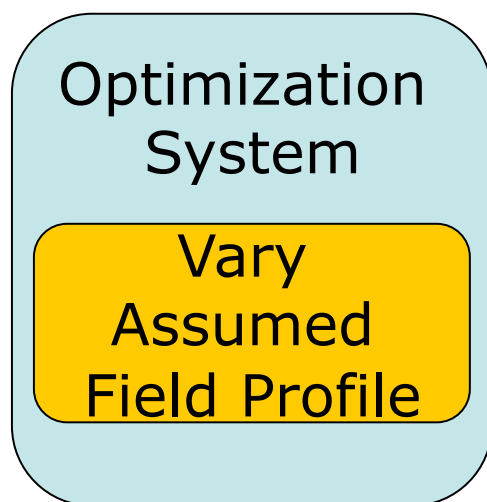 Optimization
System
Vary
Assumed
Field Profile